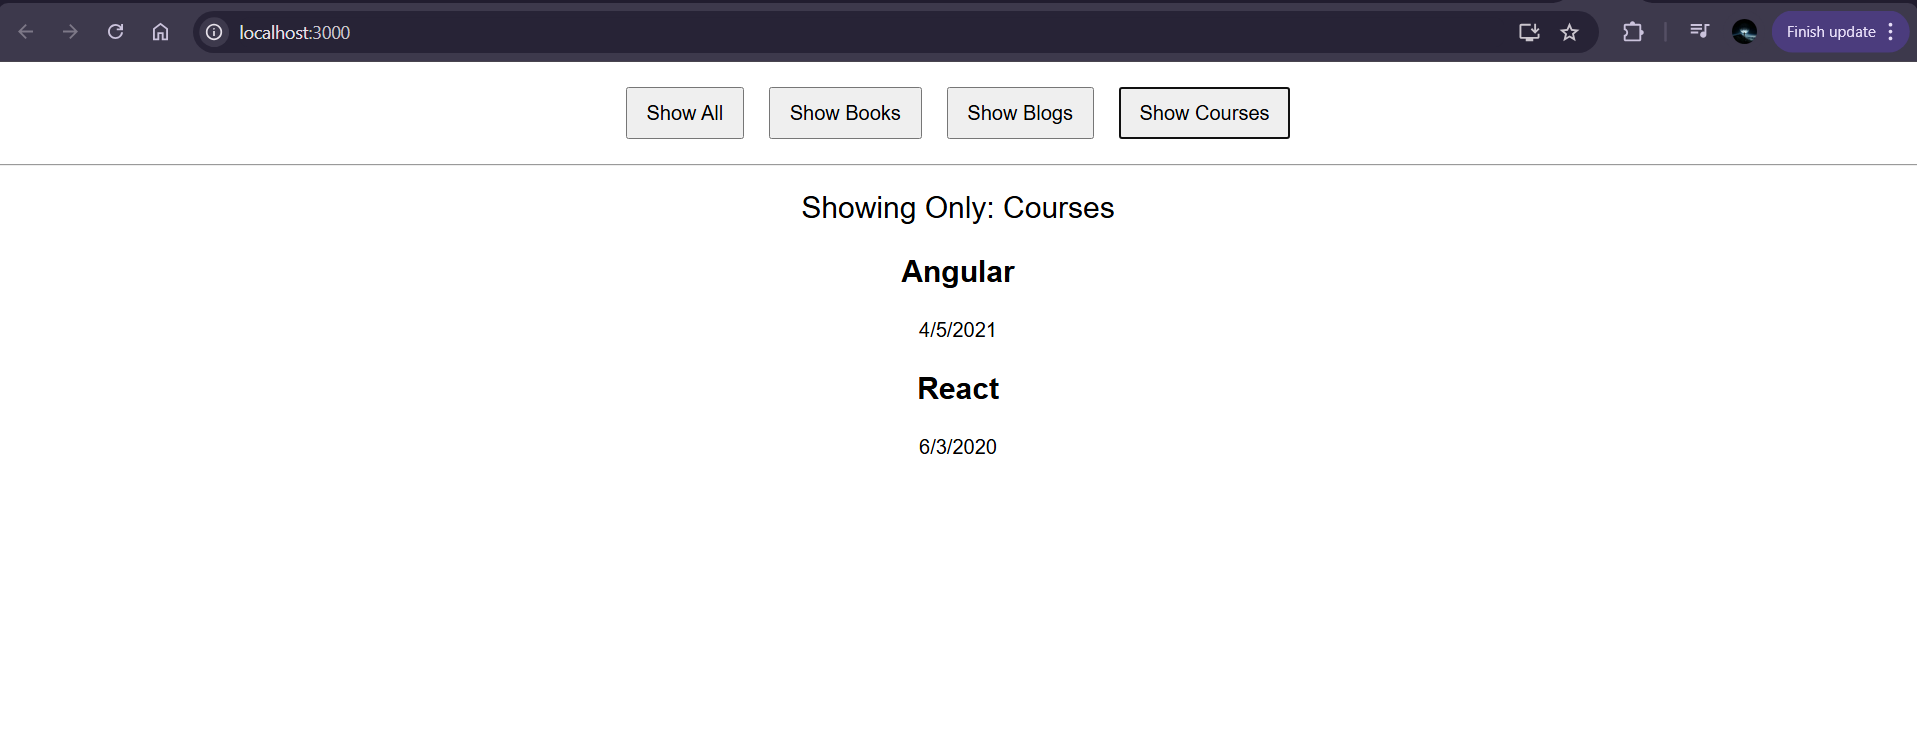 localhost:3000
Finish update
Show All Show Books Show Blogs Show Courses
Showing Only: Courses
Angular
4/5/2021
React
6/3/2020